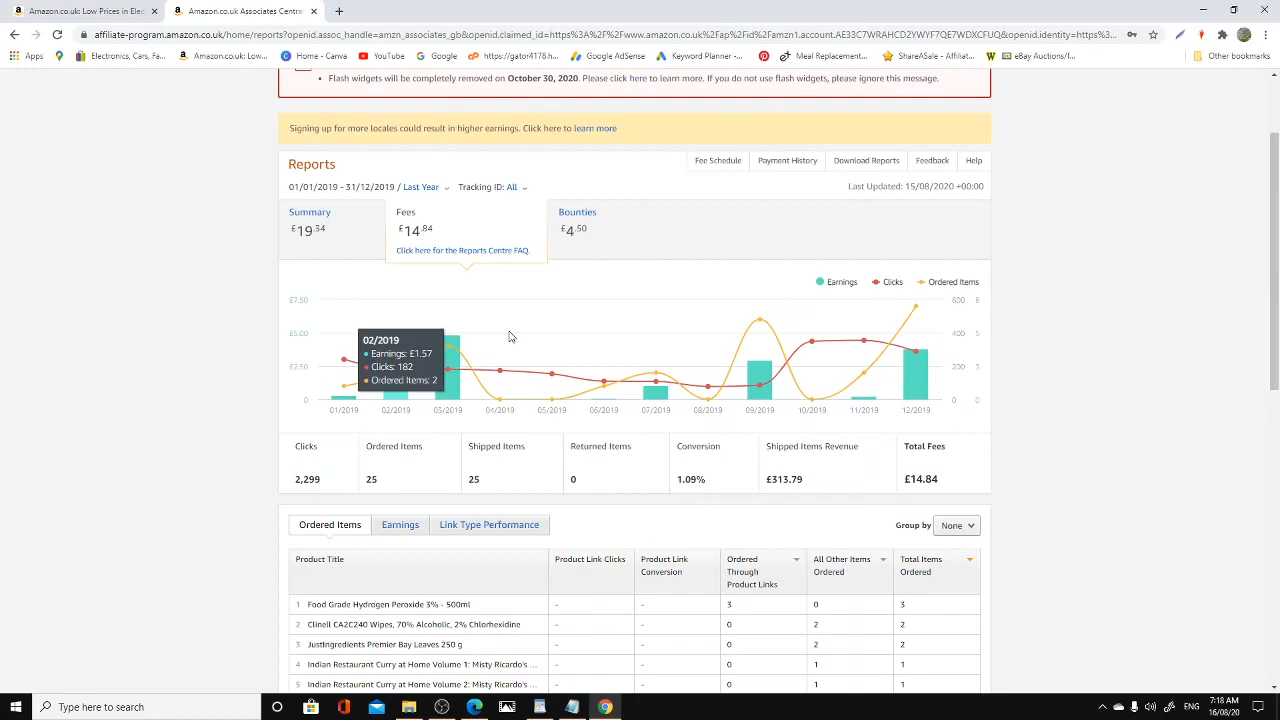 Amazon.co.uk Low Prices in Elec
Amazon.co.uk Associates Centra
affiliate-program.amazon.co.uk/home/reports?openid.assoc_handle=amzn_associates_gb&openid.claimed_id=https%3A%2F%2Fwww.amazon.co.uk%2Fap%2Fid%2Famzn1.account.AE33C7WRAHCD2YWYF7QE7WDXCFUQ&openid.identity=https%3...
Apps
Electronics, Cars, Fa...
Amazon.co.uk: Low...
Home - Canva
YouTube
Google
https://gator4178.h...
Google AdSense
Keyword Planner -...
Meal Replacement...
ShareASale - Affiliat...
eBay Auctions/I...
Other bookmarks
Flash widgets will be completely removed on October 30, 2020. Please click here to learn more. If you do not use flash widgets, please ignore this message.
Signing up for more locales could result in higher earnings. Click here to learn more
Reports
Fee Schedule
Payment History
Download Reports
Feedback
Help
01/01/2019 - 31/12/2019 / Last Year Tracking ID: All
Last Updated: 15/08/2020 +00:00
Summary
£19.34
Fees
£14.84
Click here for the Reports Centre FAQ.
Bounties
£4.50
Earnings
Clicks
Ordered Items
£7.50
£5.00
£2.50
0
600 8
400 5
200 3
0 0
02/2019
Earnings: £1.57
Clicks: 182
Ordered Items: 2
01/2019 02/2019 03/2019 04/2019 05/2019 06/2019 07/2019 08/2019 09/2019 10/2019 11/2019 12/2019
Clicks Ordered Items Shipped Items Returned Items Conversion Shipped Items Revenue Total Fees
2,299 25 25 0 1.09% £313.79 £14.84
Ordered Items
Earnings
Link Type Performance
Group by None
Product Title
Product Link Clicks
Product Link
Conversion
Ordered
Through
Product Links
All Other Items
Ordered
Total Items
Ordered
1 Food Grade Hydrogen Peroxide 3% - 500ml - - 3 0 3
2 Clinell CA2C240 Wipes, 70% Alcoholic, 2% Chlorhexidine - - 0 2 2
3 JustIngredients Premier Bay Leaves 250 g - - 0 2 2
4 Indian Restaurant Curry at Home Volume 1: Misty Ricardo's ... - - 0 1 1
5 Indian Restaurant Curry at Home Volume 2: Misty Ricardo's ... - - 0 1 1
Type here to search
7:18 AM
16/08/20